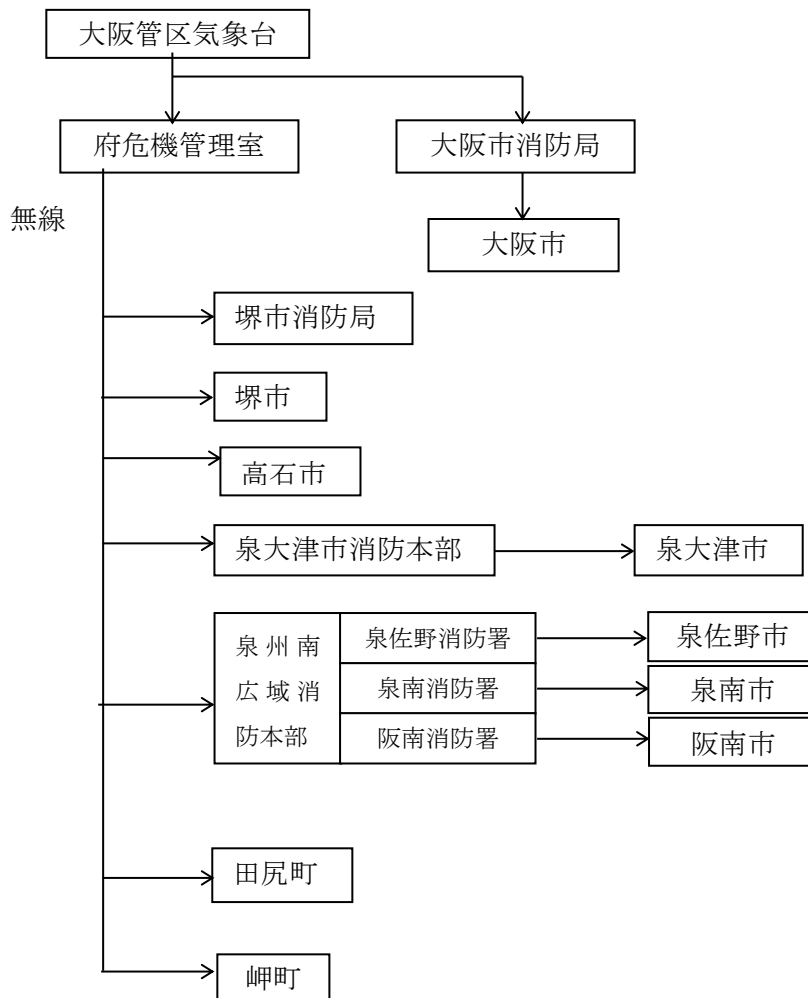 大阪管区気象台
府危機管理室
大阪市消防局
無線
大阪市
堺市消防局
堺市
高石市
泉大津市消防本部
泉大津市
泉州南
広域消
防本部
泉佐野消防署
泉佐野市
泉南消防署
泉南市
阪南消防署
阪南市
田尻町
岬町